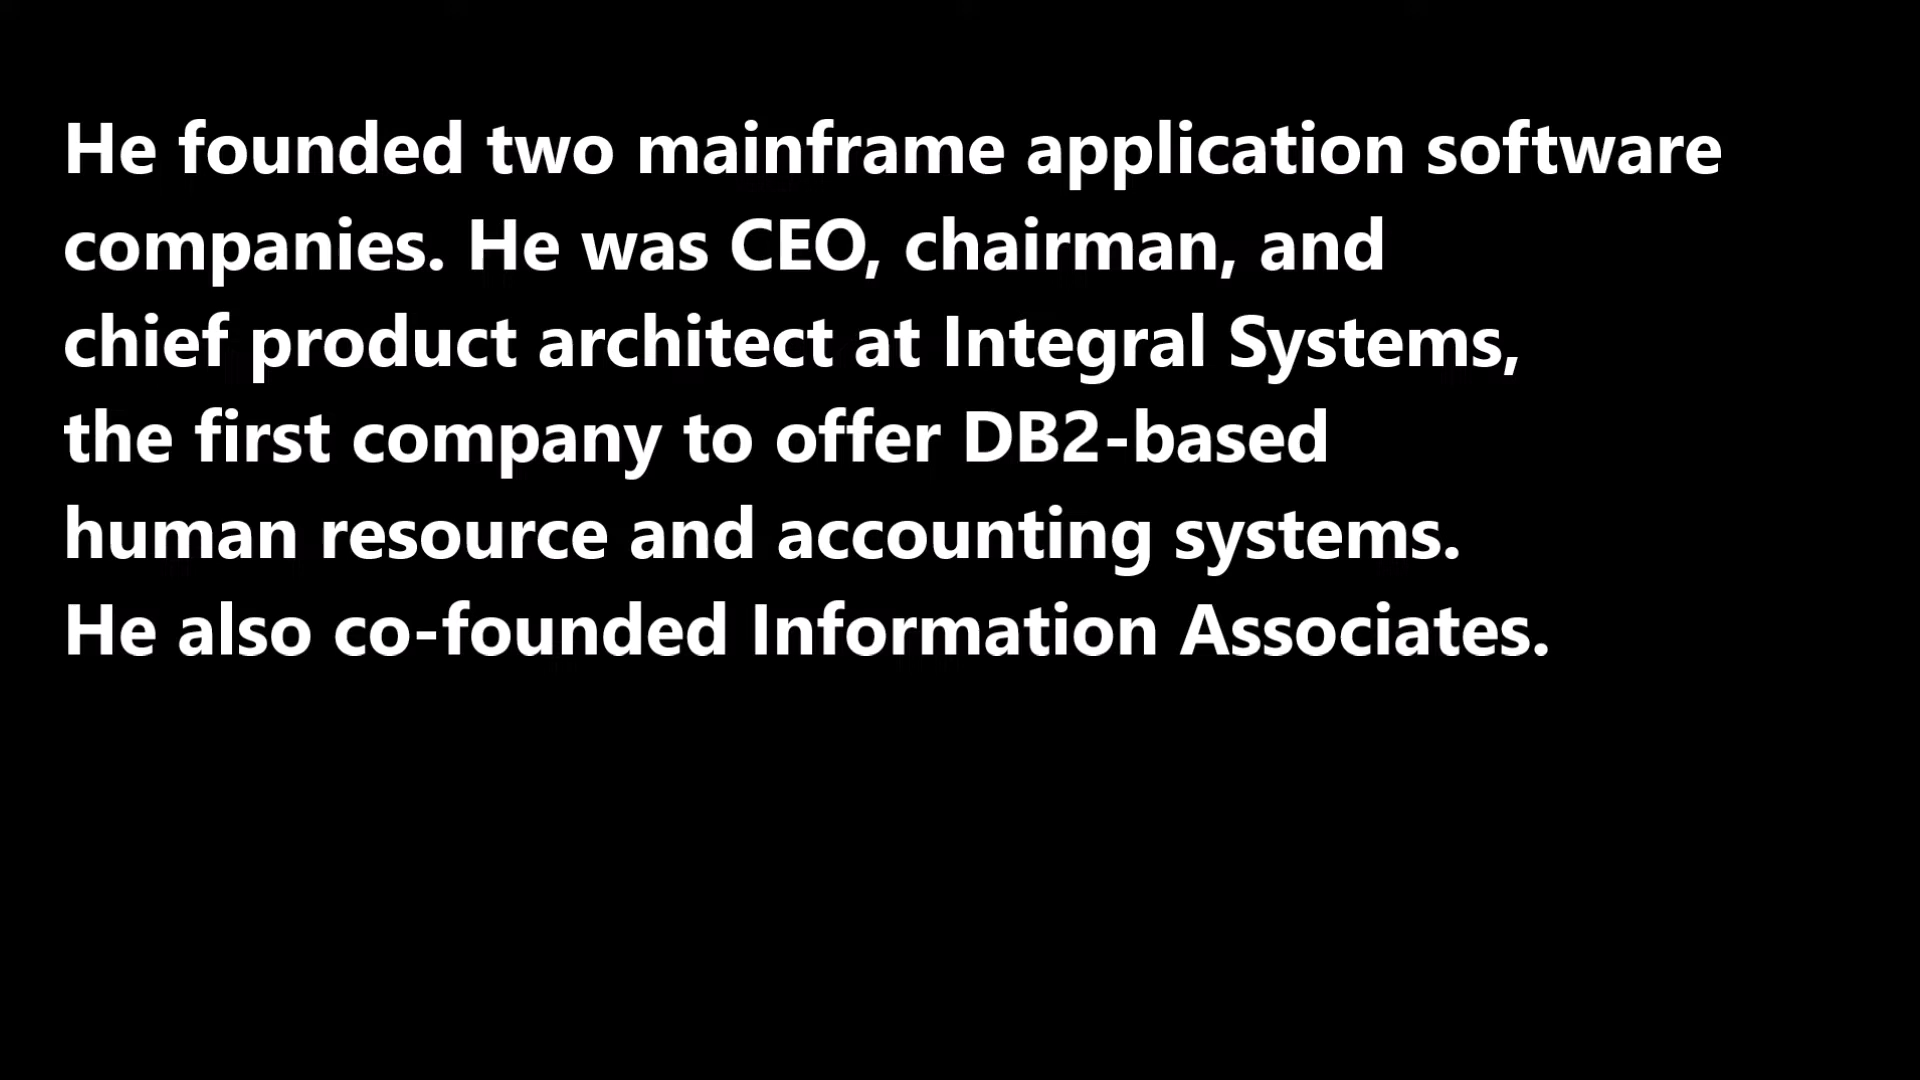 He founded two mainframe application software
companies. He was CEO, chairman, and
chief product architect at Integral Systems,
the first company to offer DB2-based
human resource and accounting systems.
He also co-founded Information Associates.